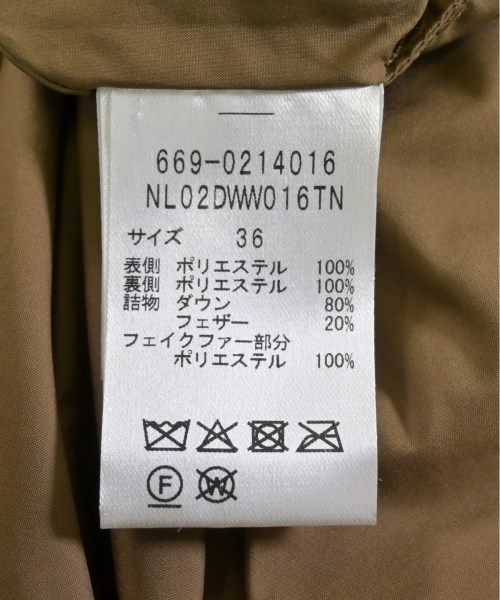 669-0214016
NL02DWW016TN
サイズ 36
表側 ポリエステル 100%
裏側 ポリエステル 100%
詰物 ダウン 80%
フェザー 20%
フェイクファー部分
ポリエステル 100%
F W